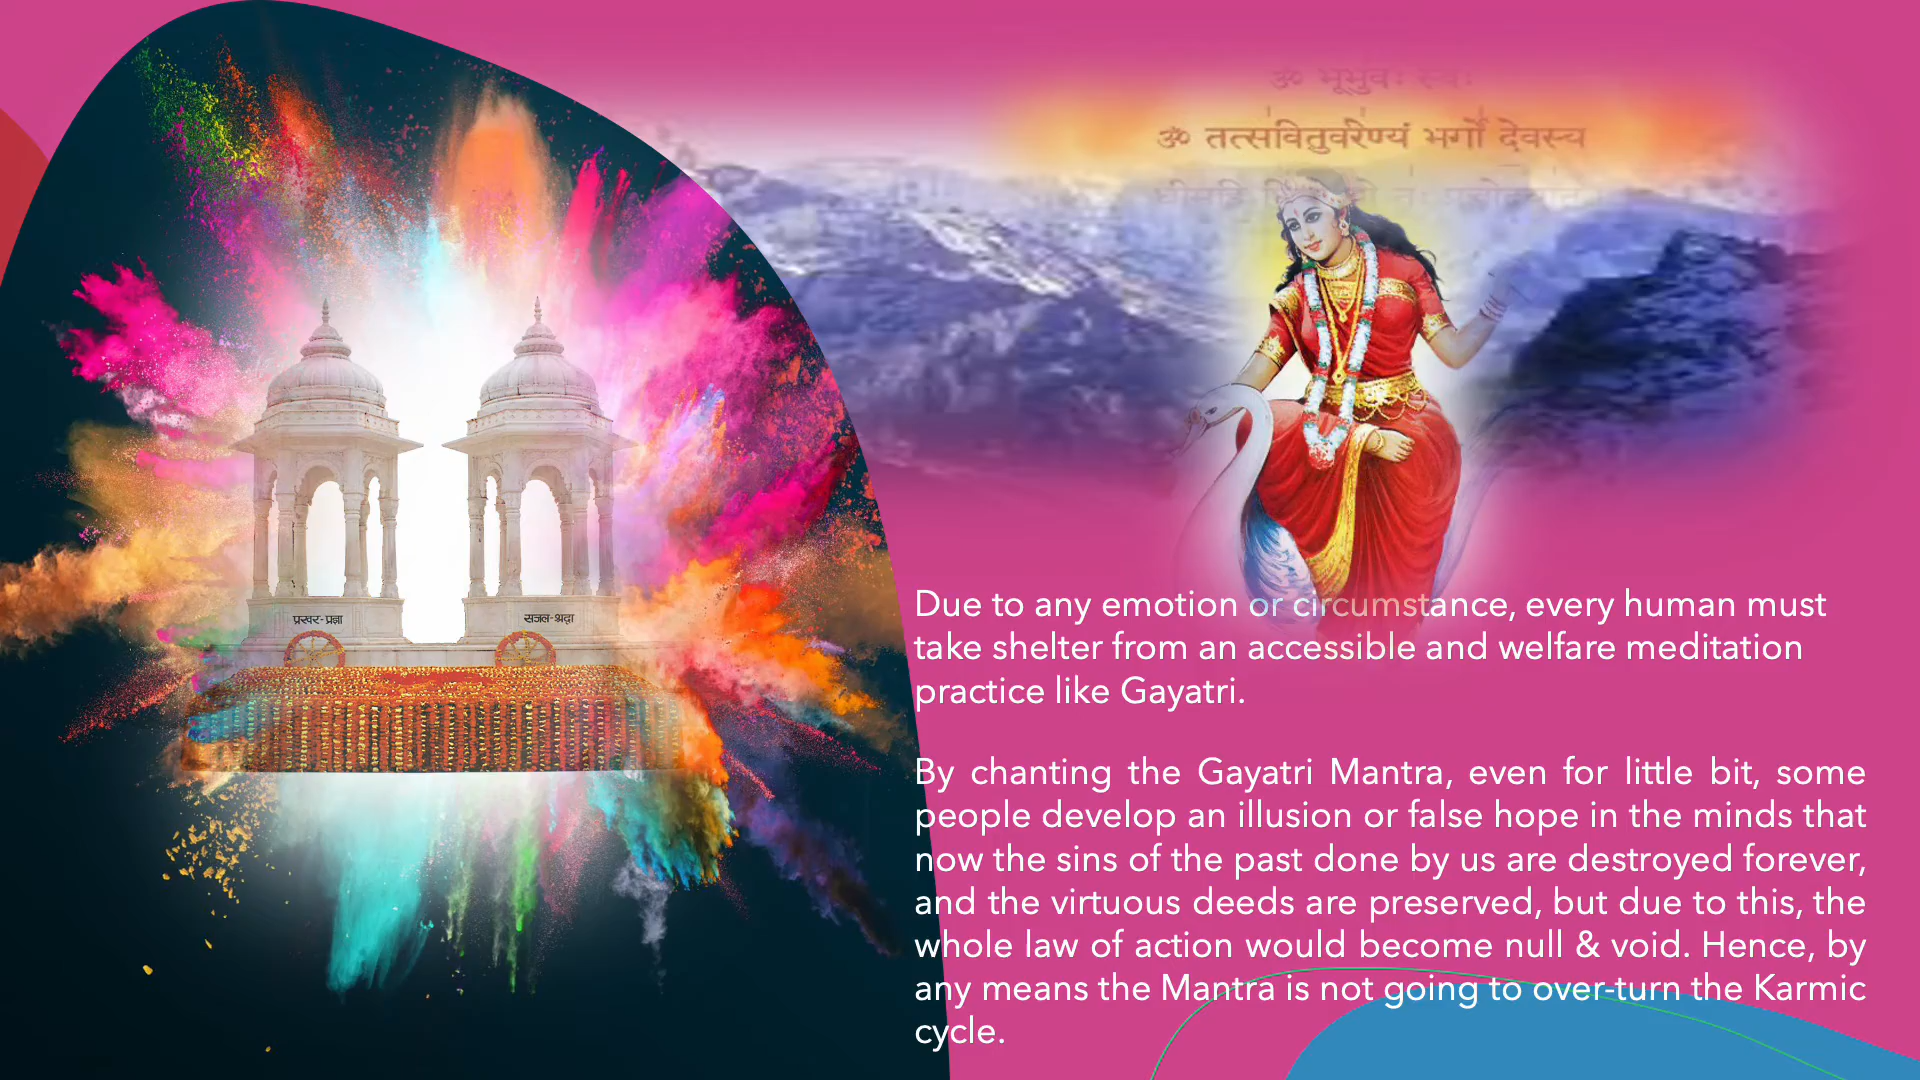 ॐ भूर्भुवः स्वः
ॐ तत्सवितुर्वरेण्यं भर्गो देवस्य
प्रखर-प्रज्ञा
सजल-श्रद्धा
Due to any emotion or circumstance, every human must
take shelter from an accessible and welfare meditation
practice like Gayatri.
By chanting the Gayatri Mantra, even for little bit, some
people develop an illusion or false hope in the minds that
now the sins of the past done by us are destroyed forever,
and the virtuous deeds are preserved, but due to this, the
whole law of action would become null & void. Hence, by
any means the Mantra is not going to over-turn the Karmic
cycle.